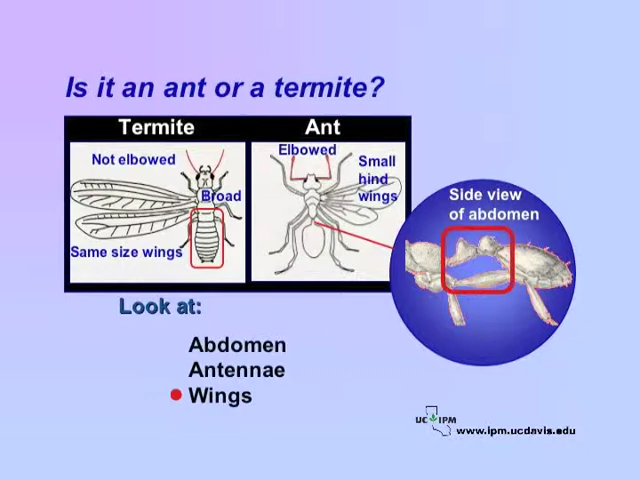 Is it an ant or a termite?
Termite
Ant
Not elbowed
Broad
Same size wings
Elbowed
Small
hind
wings
Side view
of abdomen
Look at:
Abdomen
Antennae
Wings
UC IPM
www.ipm.ucdavis.edu